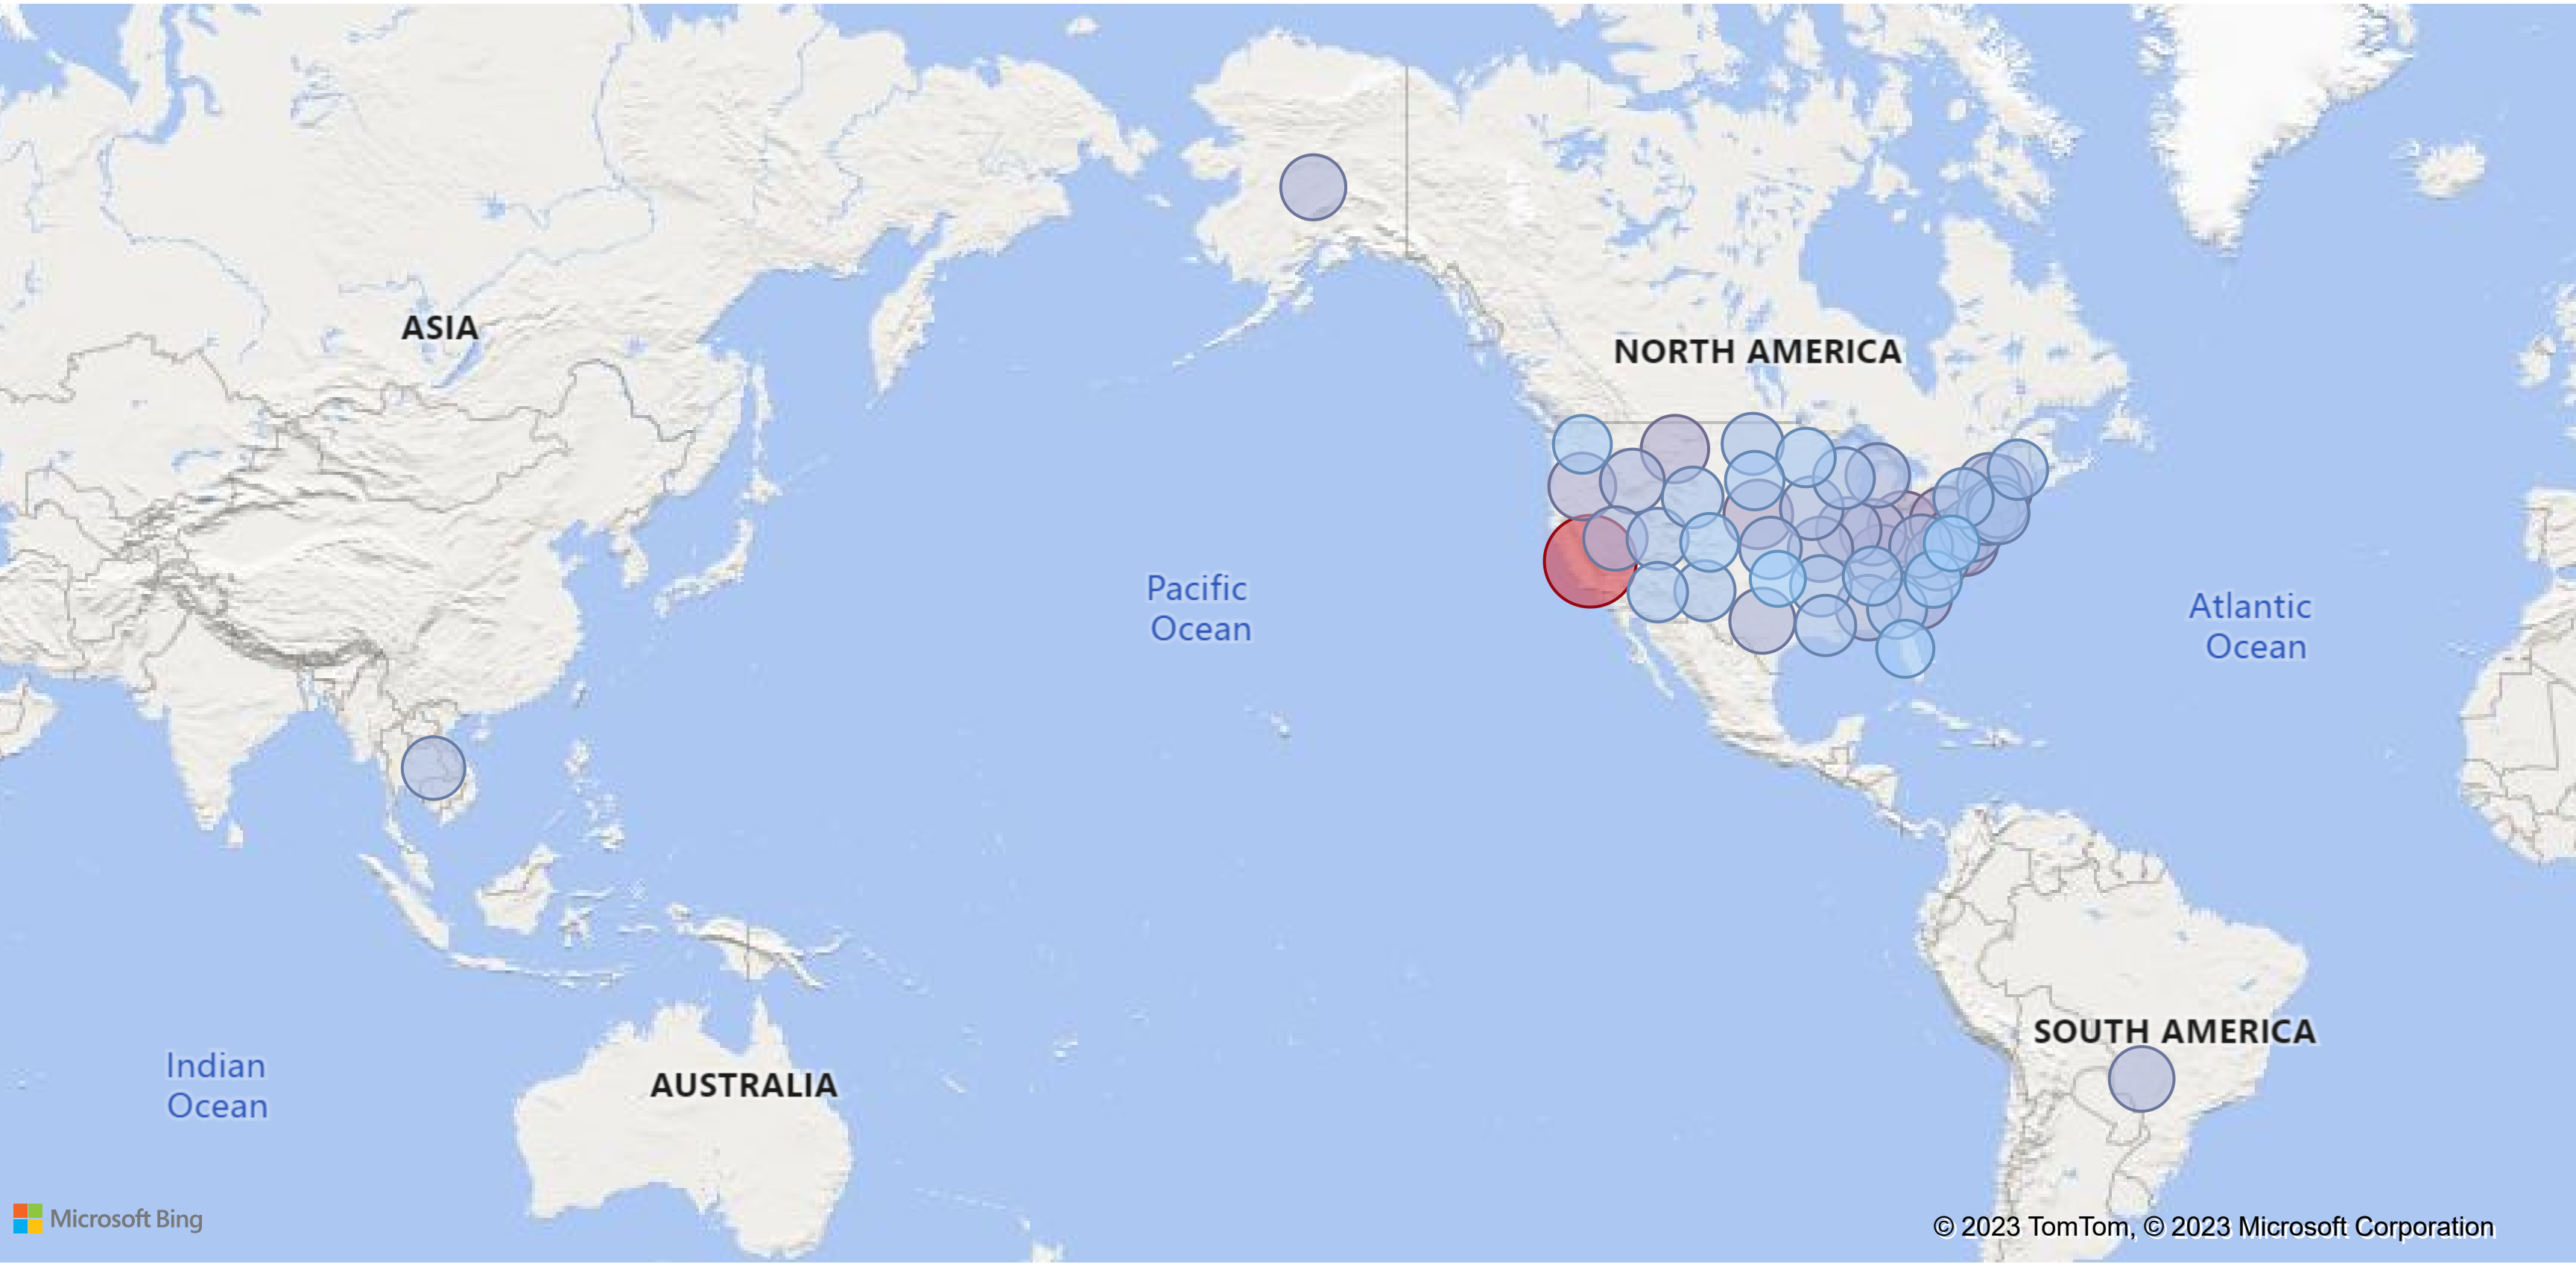 ASIA
NORTH AMERICA
Pacific
Ocean
Atlantic
Ocean
SOUTH AMERICA
Indian
Ocean
AUSTRALIA
Microsoft Bing
© 2023 TomTom, © 2023 Microsoft Corporation